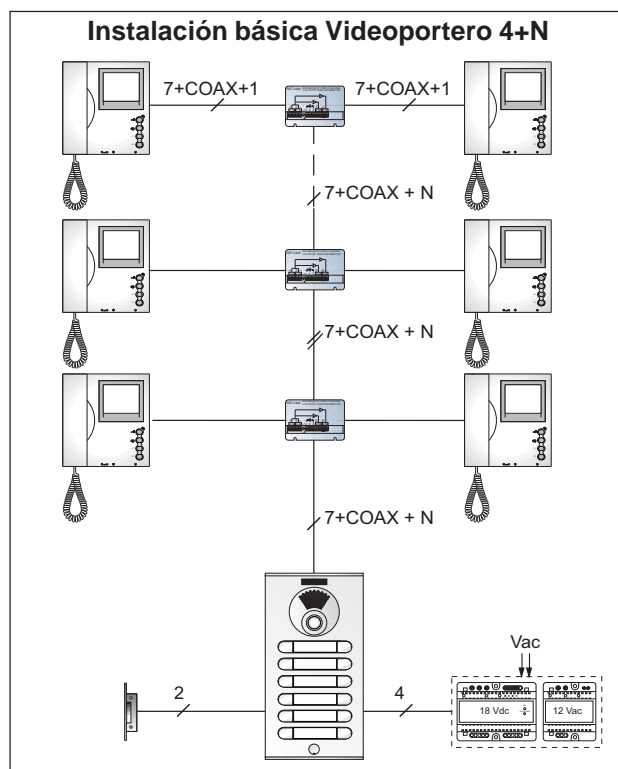 Instalación básica Videoportero 4+N
7+COAX+1
7+COAX+1
7+COAX + N
7+COAX + N
7+COAX + N
Vac
2
4
18 Vdc
12 Vac